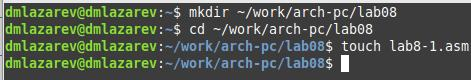 dmlazarev@dmlazarev:~$ mkdir ~/work/arch-pc/lab08
dmlazarev@dmlazarev:~$ cd ~/work/arch-pc/lab08
dmlazarev@dmlazarev:~/work/arch-pc/lab08$ touch lab8-1.asm
dmlazarev@dmlazarev:~/work/arch-pc/lab08$